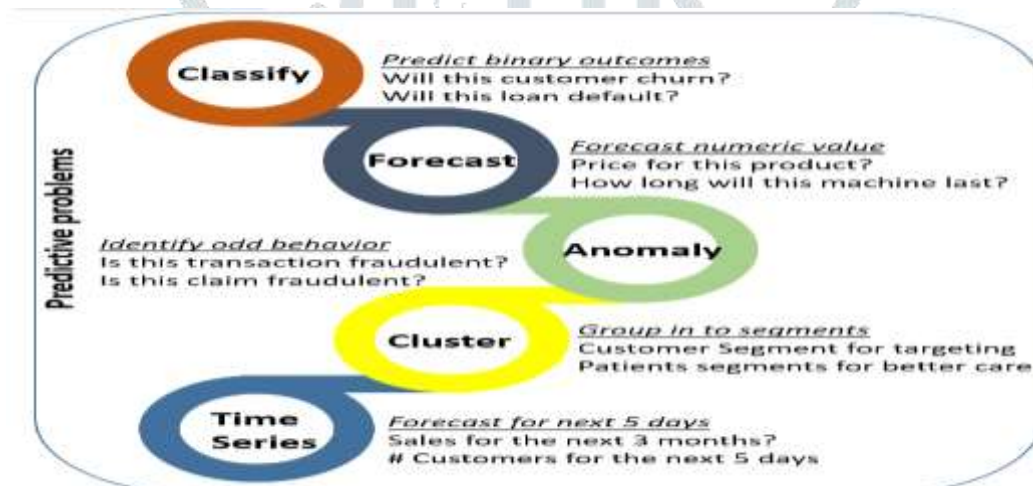 Classify
Predict binary outcomes
Will this customer churn?
Will this loan default?
Forecast
Forecast numeric value
Price for this product?
How long will this machine last?
Predictive problems
Anomaly
Identify odd behavior
Is this transaction fraudulent?
Is this claim fraudulent?
Cluster
Group in to segments
Customer Segment for targeting
Patients segments for better care
Time
Series
Forecast for next 5 days
Sales for the next 3 months?
# Customers for the next 5 days